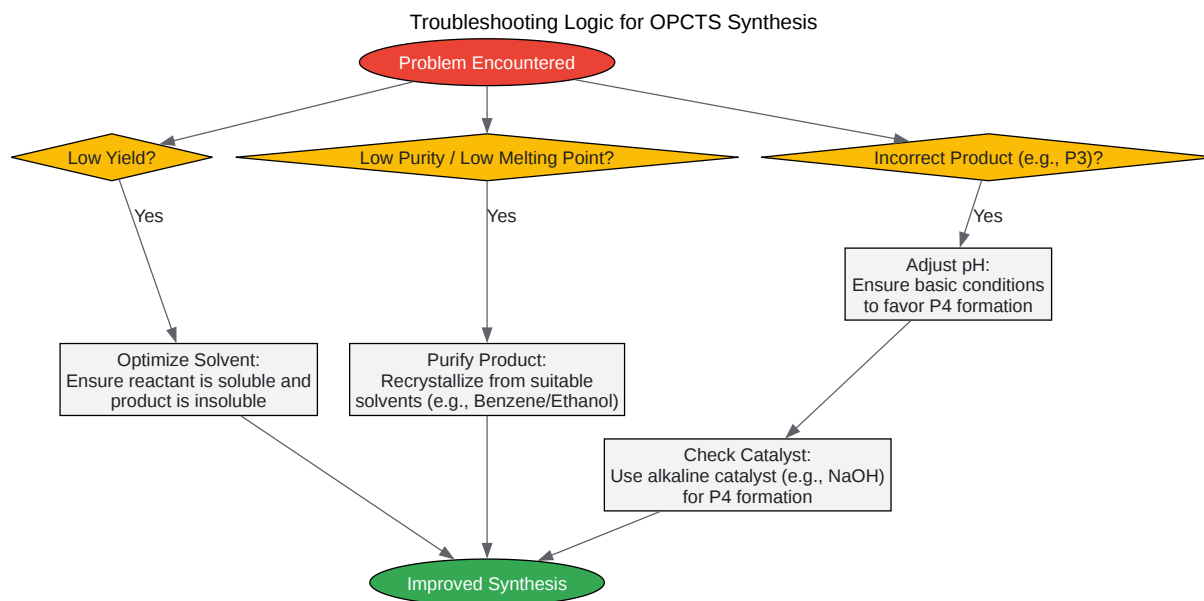 Troubleshooting Logic for OPCTS Synthesis
Problem Encountered
Low Yield?
Low Purity / Low Melting Point?
Incorrect Product (e.g., P3)?
Yes
Yes
Yes
Adjust pH:
Ensure basic conditions
to favor P4 formation
Optimize Solvent:
Ensure reactant is soluble and
product is insoluble
Purify Product:
Recrystallize from suitable
solvents (e.g., Benzene/Ethanol)
Check Catalyst:
Use alkaline catalyst (e.g., NaOH)
for P4 formation
Improved Synthesis